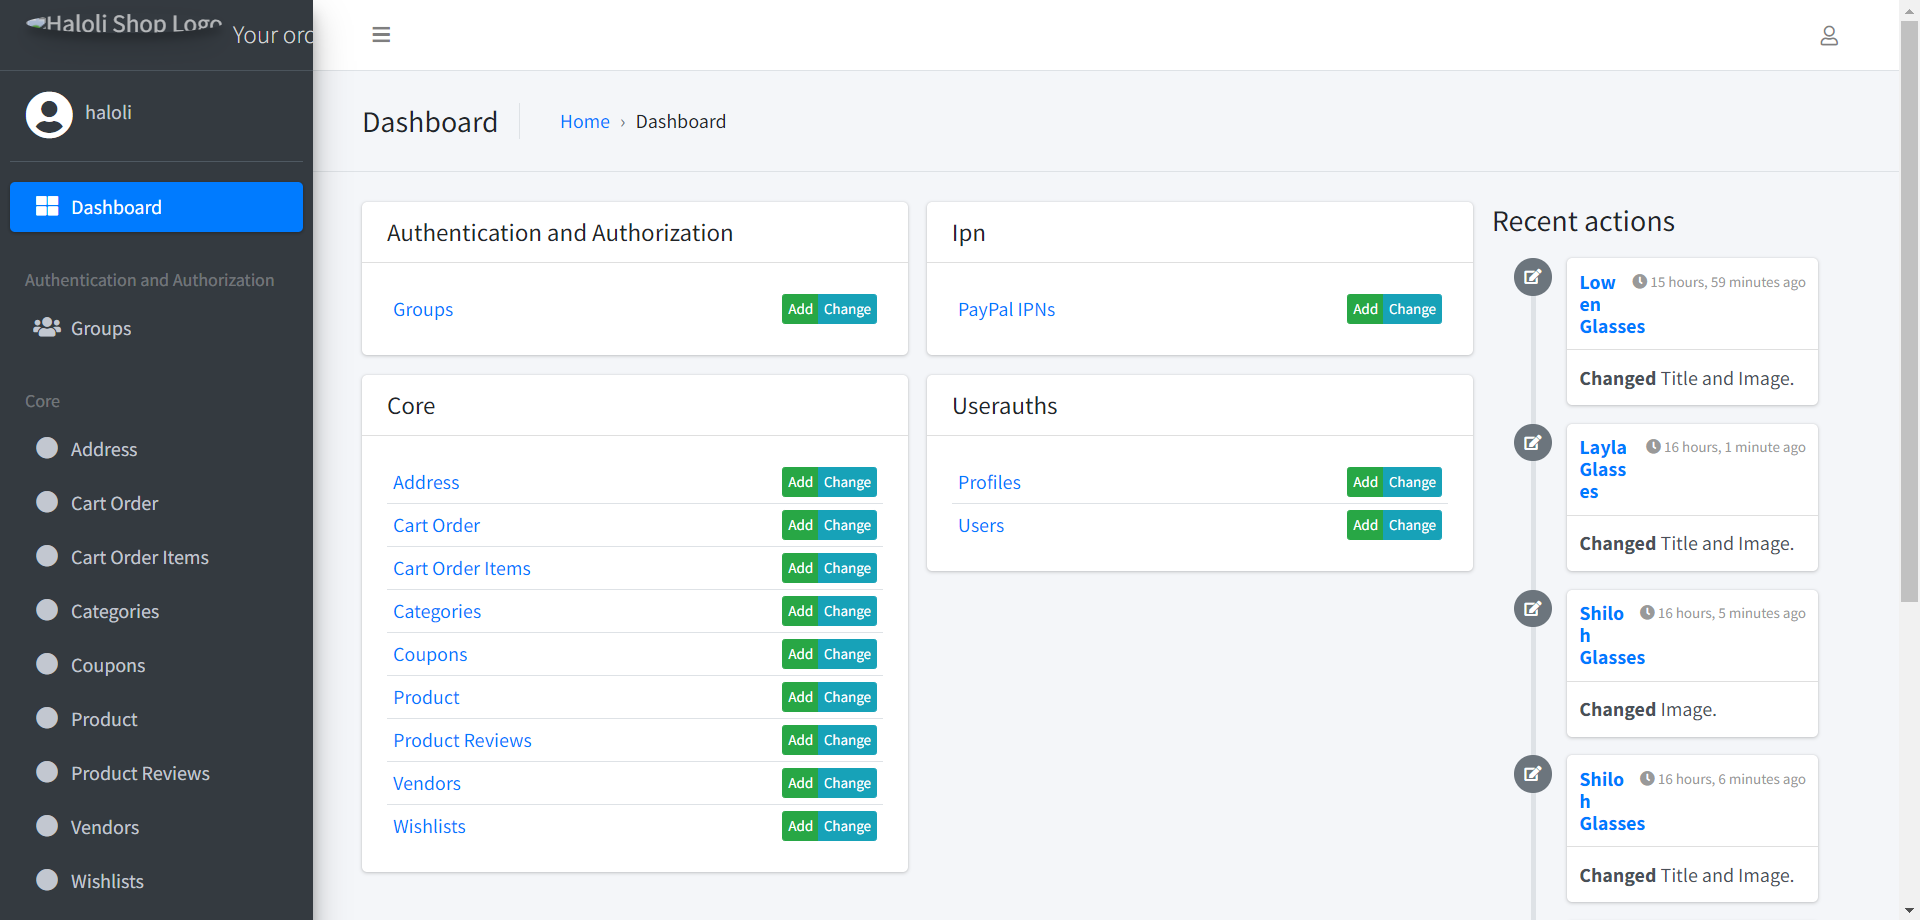 Haloli Shop Logo
Your ord
haloli
Dashboard
Authentication and Authorization
Groups
Core
Address
Cart Order
Cart Order Items
Categories
Coupons
Product
Product Reviews
Vendors
Wishlists
Dashboard
Home › Dashboard
Authentication and Authorization
Groups Add Change
Core
Address Add Change
Cart Order Add Change
Cart Order Items Add Change
Categories Add Change
Coupons Add Change
Product Add Change
Product Reviews Add Change
Vendors Add Change
Wishlists Add Change
Ipn
PayPal IPNs Add Change
Userauths
Profiles Add Change
Users Add Change
Recent actions
Low 15 hours, 59 minutes ago
en
Glasses
Changed Title and Image.
Layla 16 hours, 1 minute ago
Glass
es
Changed Title and Image.
Shilo 16 hours, 5 minutes ago
h
Glasses
Changed Image.
Shilo 16 hours, 6 minutes ago
h
Glasses
Changed Title and Image.